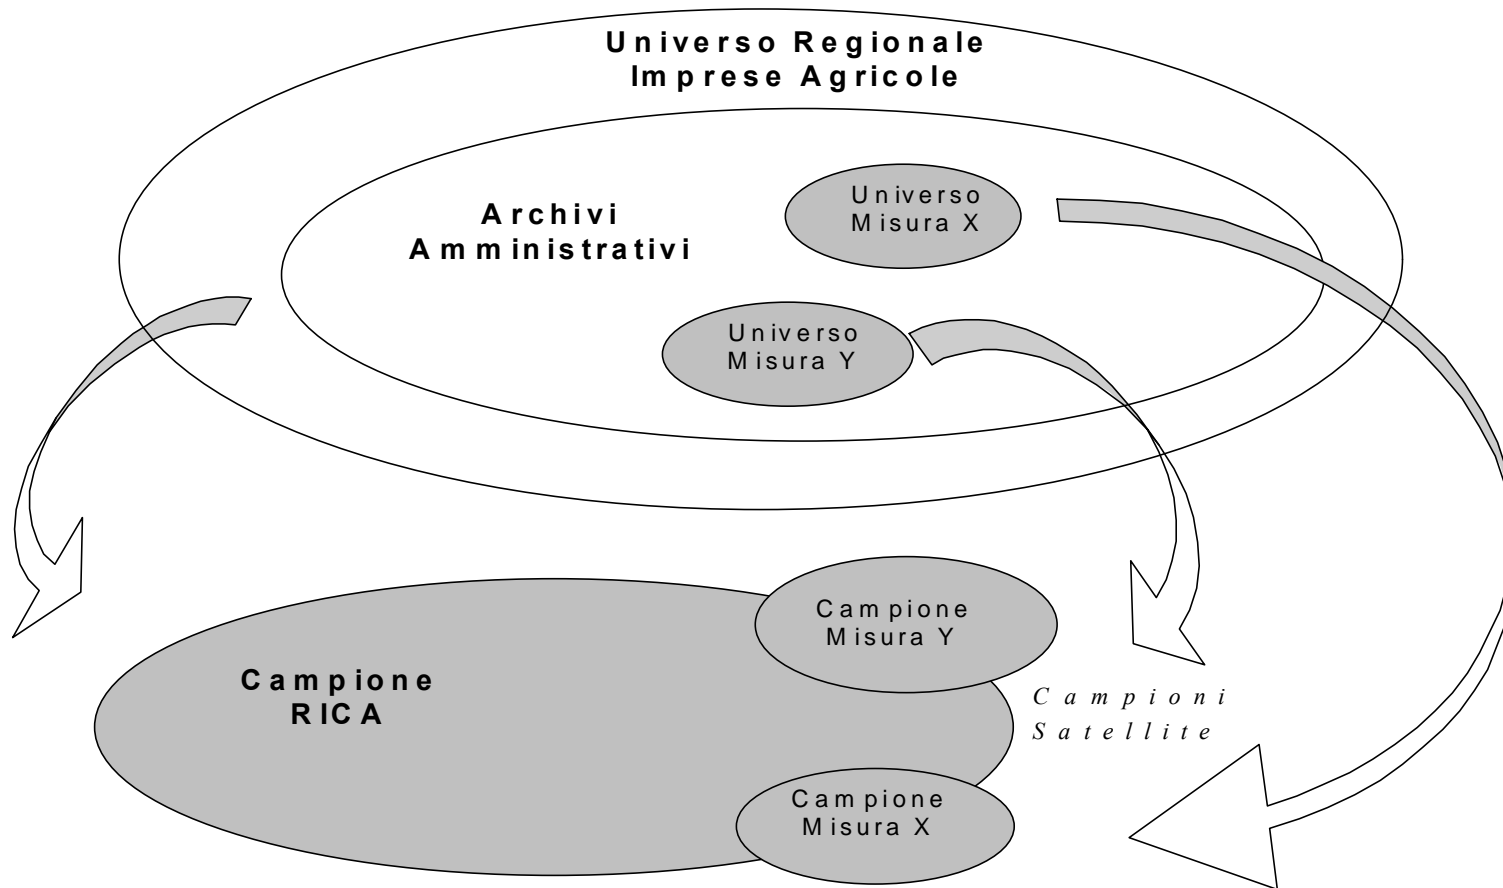 Universo Regionale
Imprese Agricole
Universo
Misura X
Archivi
Amministrativi
Universo
Misura Y
Campione
Misura Y
Campione
RICA
Campioni
Satellite
Campione
Misura X